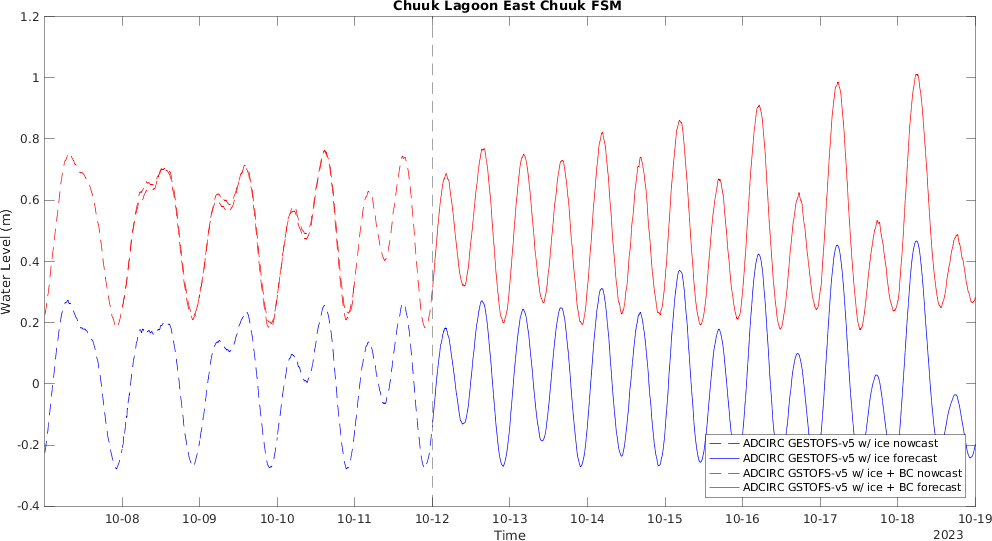 Chuuk Lagoon East Chuuk FSM
1.2
1
0.8
0.6
0.4
0.2
0
-0.2
-0.4
Water Level (m)
ADCIRC GESTOFS-v5 w/ ice nowcast
ADCIRC GESTOFS-v5 w/ ice forecast
ADCIRC GSTOFS-v5 w/ ice + BC nowcast
ADCIRC GSTOFS-v5 w/ ice + BC forecast
10-08 10-09 10-10 10-11 10-12 10-13 10-14 10-15 10-16 10-17 10-18 10-19
Time
2023